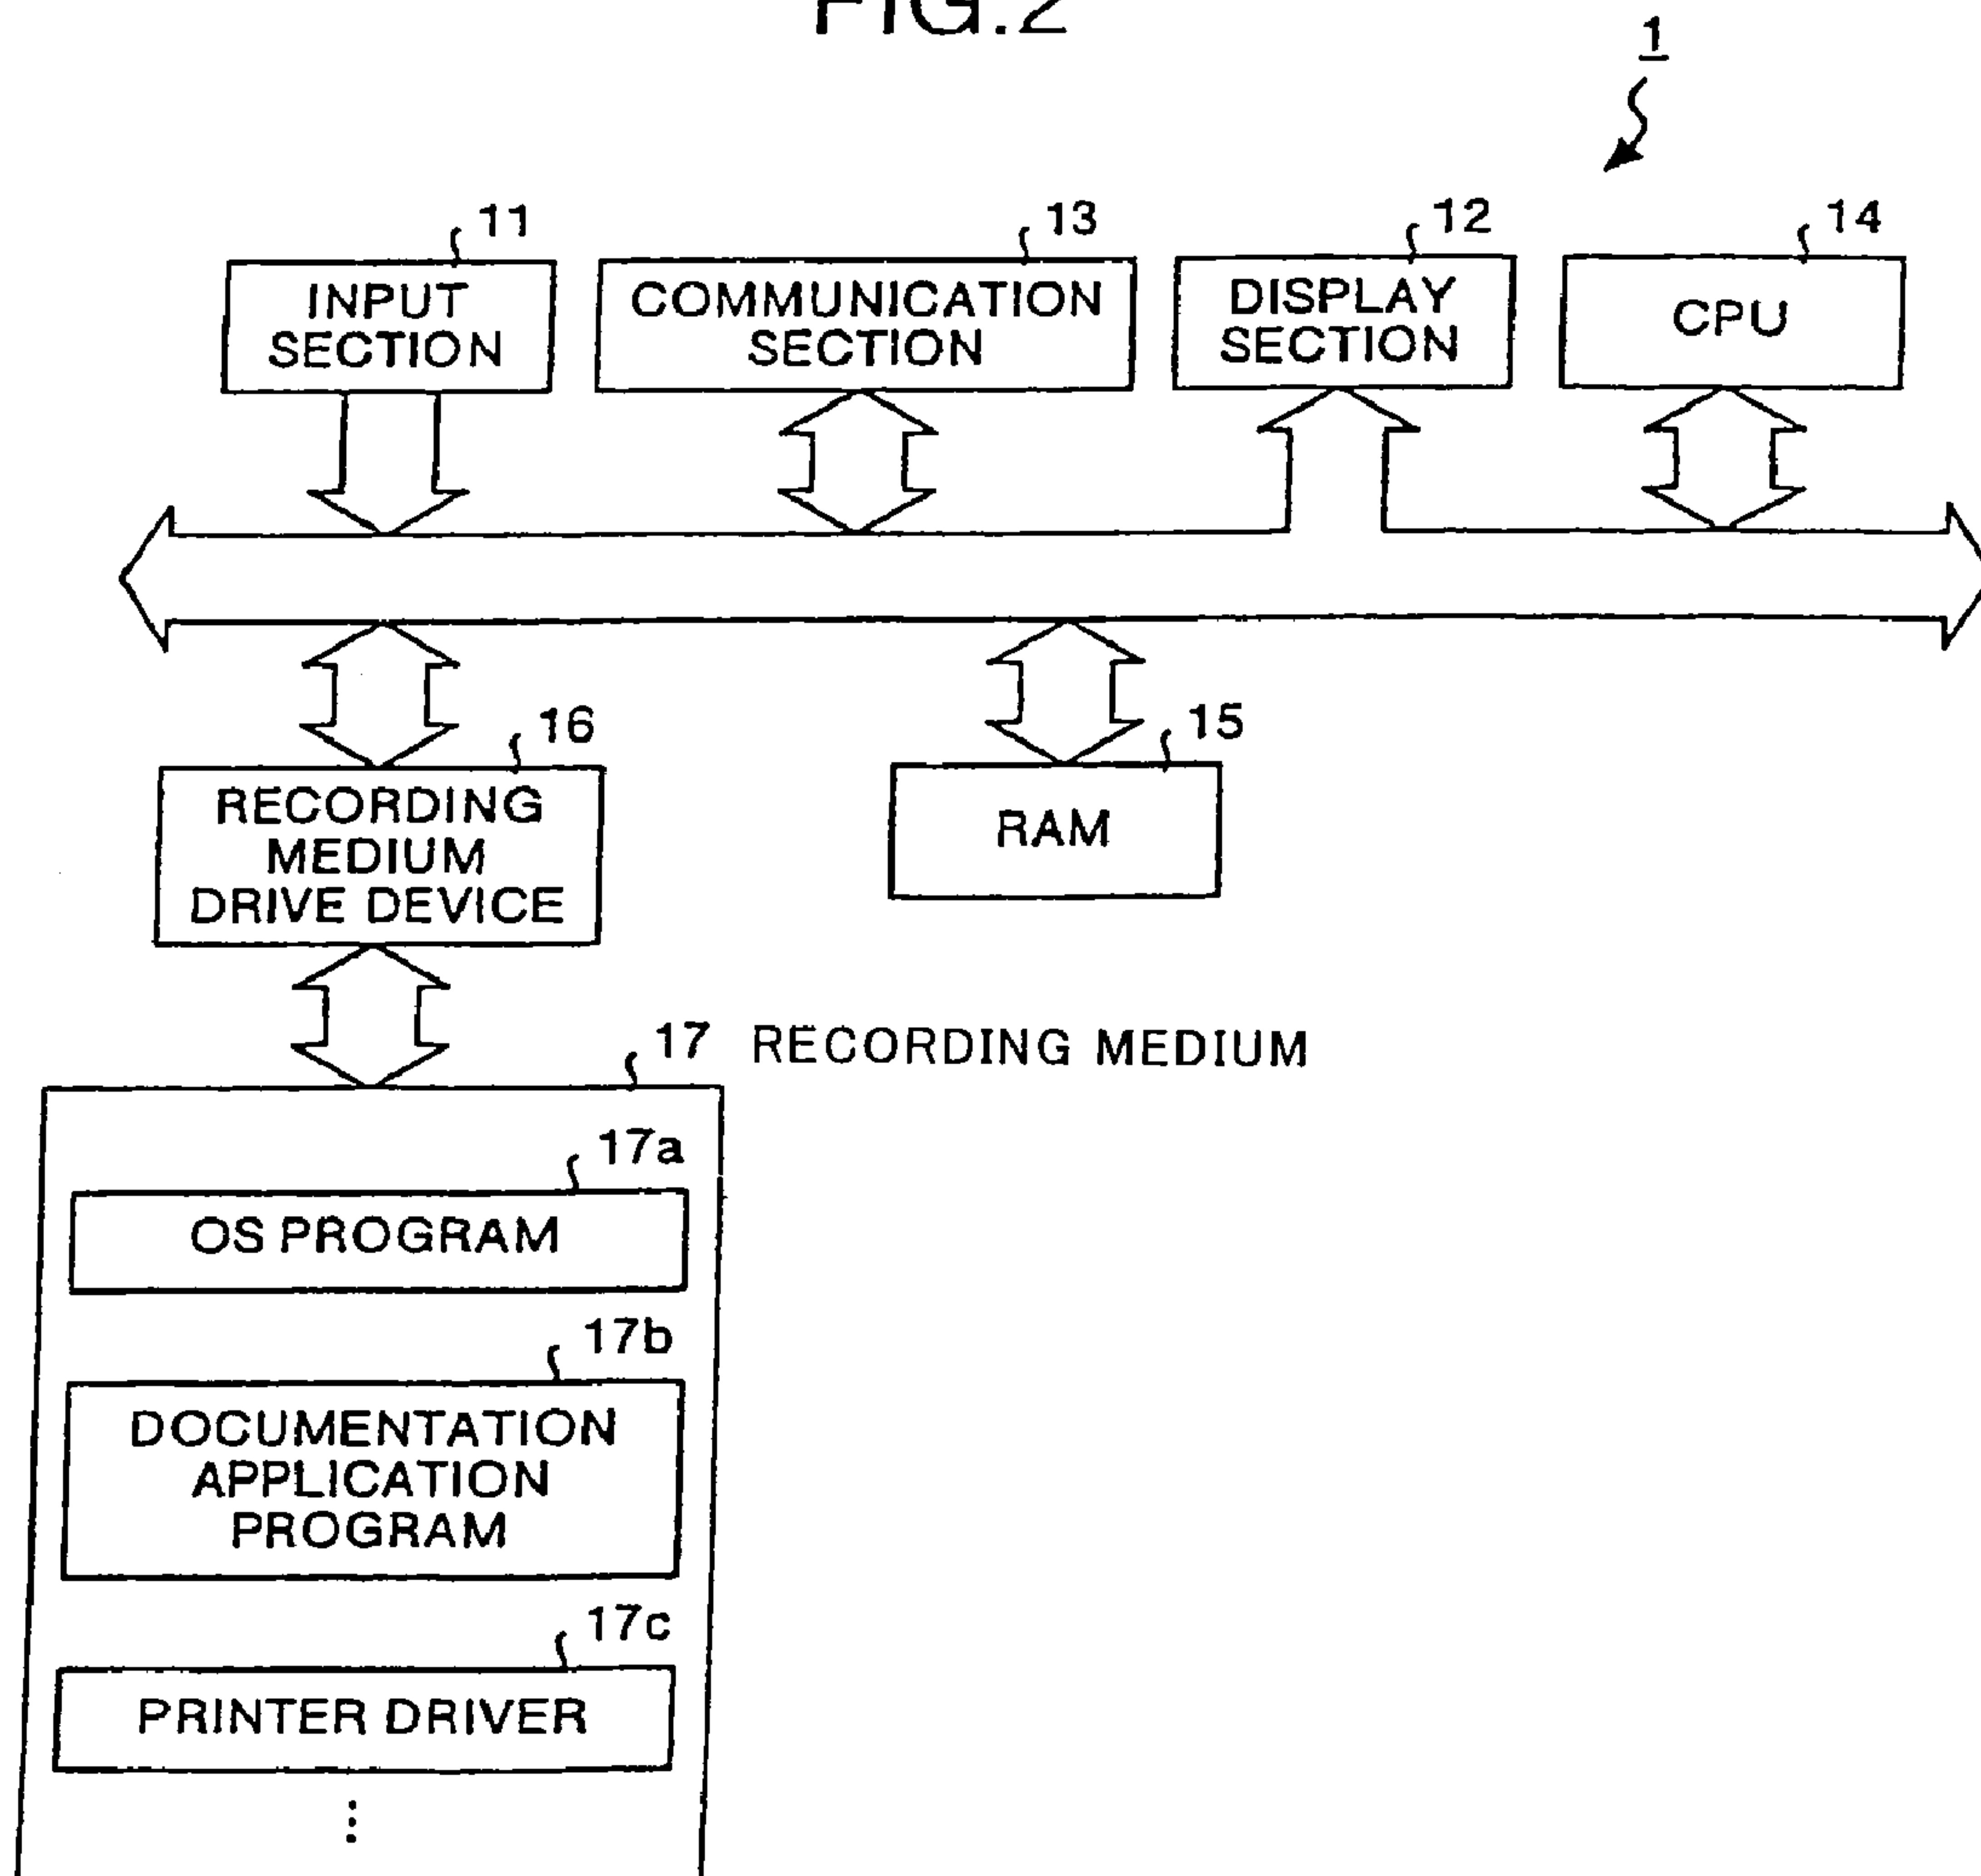 FIG.2
1
11
13
12
14
INPUT
SECTION
COMMUNICATION
SECTION
DISPLAY
SECTION
CPU
16
15
RECORDING
MEDIUM
DRIVE DEVICE
RAM
17 RECORDING MEDIUM
17a
OS PROGRAM
17b
DOCUMENTATION
APPLICATION
PROGRAM
17c
PRINTER DRIVER
⋮